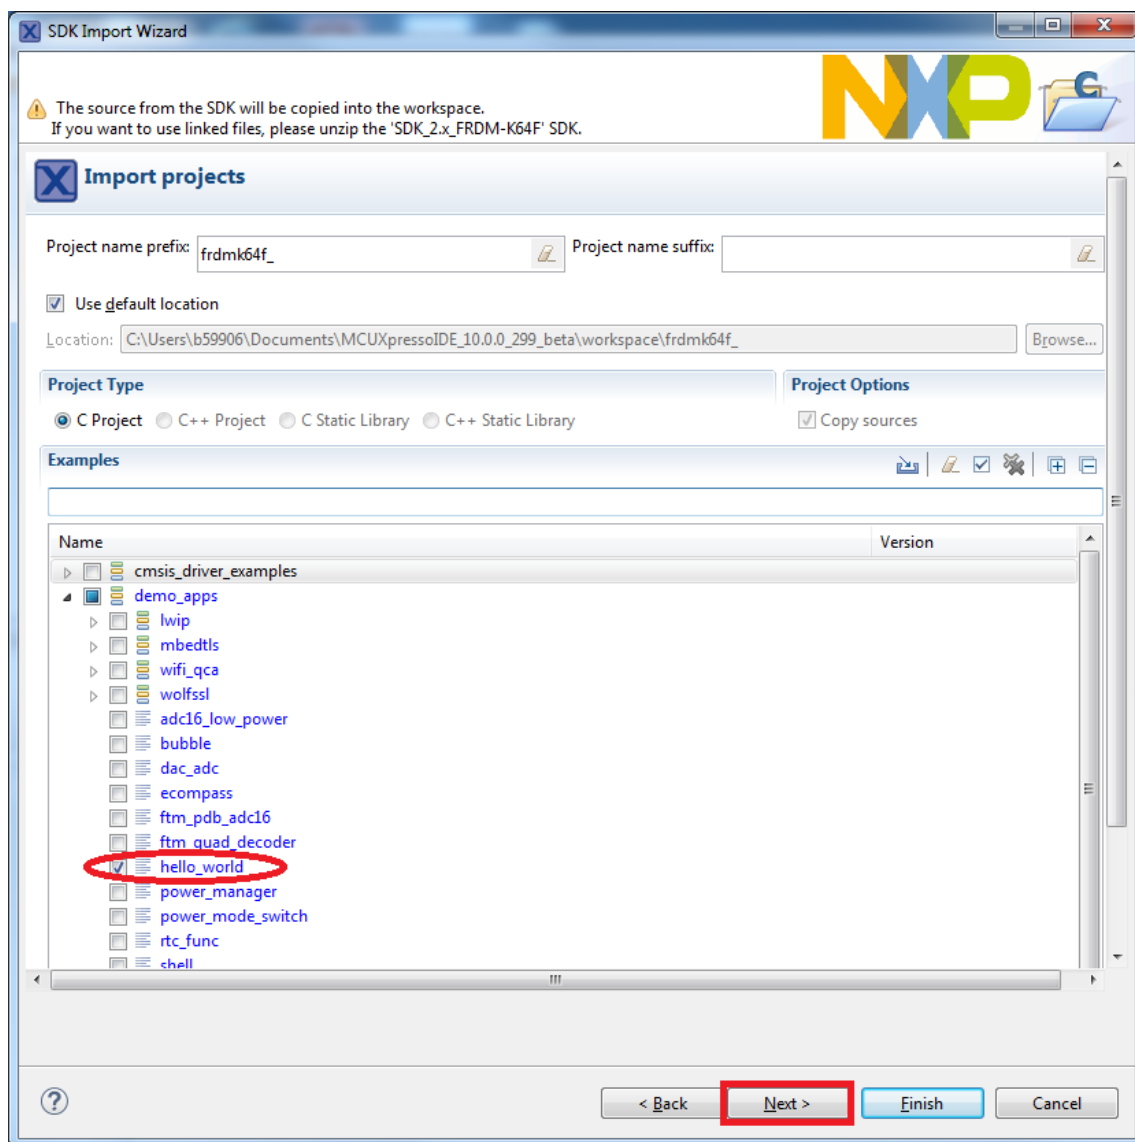 SDK Import Wizard
The source from the SDK will be copied into the workspace.
If you want to use linked files, please unzip the 'SDK_2.x_FRDM-K64F' SDK.
NXP
C
X Import projects
Project name prefix: frdmk64f_ Project name suffix:
Use default location
Location: C:\Users\b59906\Documents\MCUXpressoIDE_10.0.0_299_beta\workspace\frdmk64f_ Browse...
Project Type Project Options
C Project C++ Project C Static Library C++ Static Library Copy sources
Examples
Name Version
cmsis_driver_examples
demo_apps
lwip
mbedtls
wifi_qca
wolfssl
adc16_low_power
bubble
dac_adc
ecompass
ftm_pdb_adc16
ftm_quad_decoder
hello_world
power_manager
power_mode_switch
rtc_func
shell
? < Back Next > Finish Cancel